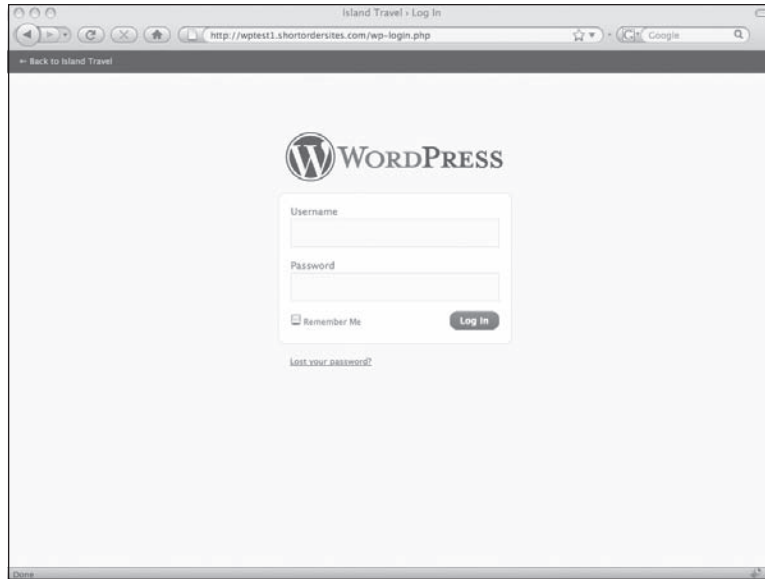 Island Travel › Log In
http://wptest1.shortordersites.com/wp-login.php
Google
← Back to Island Travel
WORDPRESS
Username
Password
Remember Me
Log In
Lost your password?
Done